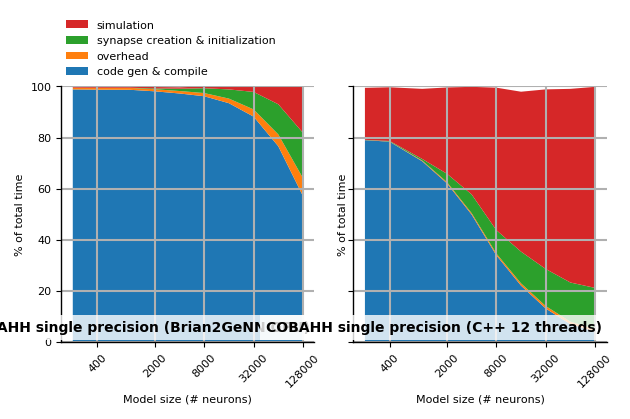 simulation
synapse creation & initialization
overhead
code gen & compile
100
80
60
40
20
0
% of total time
% of total time
AHH single precision (Brian2GeNN
COBAHH single precision (C++ 12 threads)
400
2000
8000
32000
128000
400
2000
8000
32000
128000
Model size (# neurons)
Model size (# neurons)